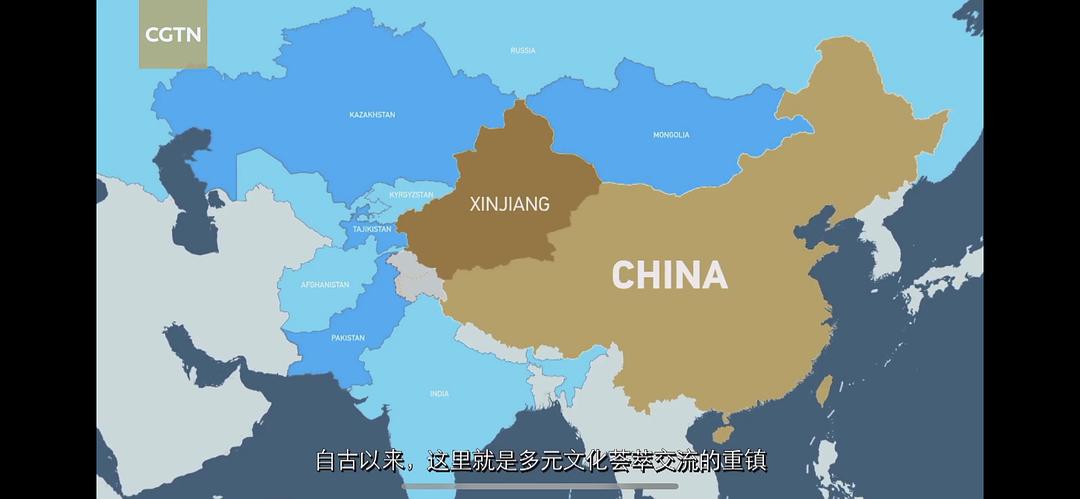 CGTN
RUSSIA
KAZAKHSTAN
MONGOLIA
KYRGYZSTAN
XINJIANG
TAJIKISTAN
CHINA
AFGHANISTAN
PAKISTAN
INDIA
自古以来，这里就是多元文化荟萃交流的重镇